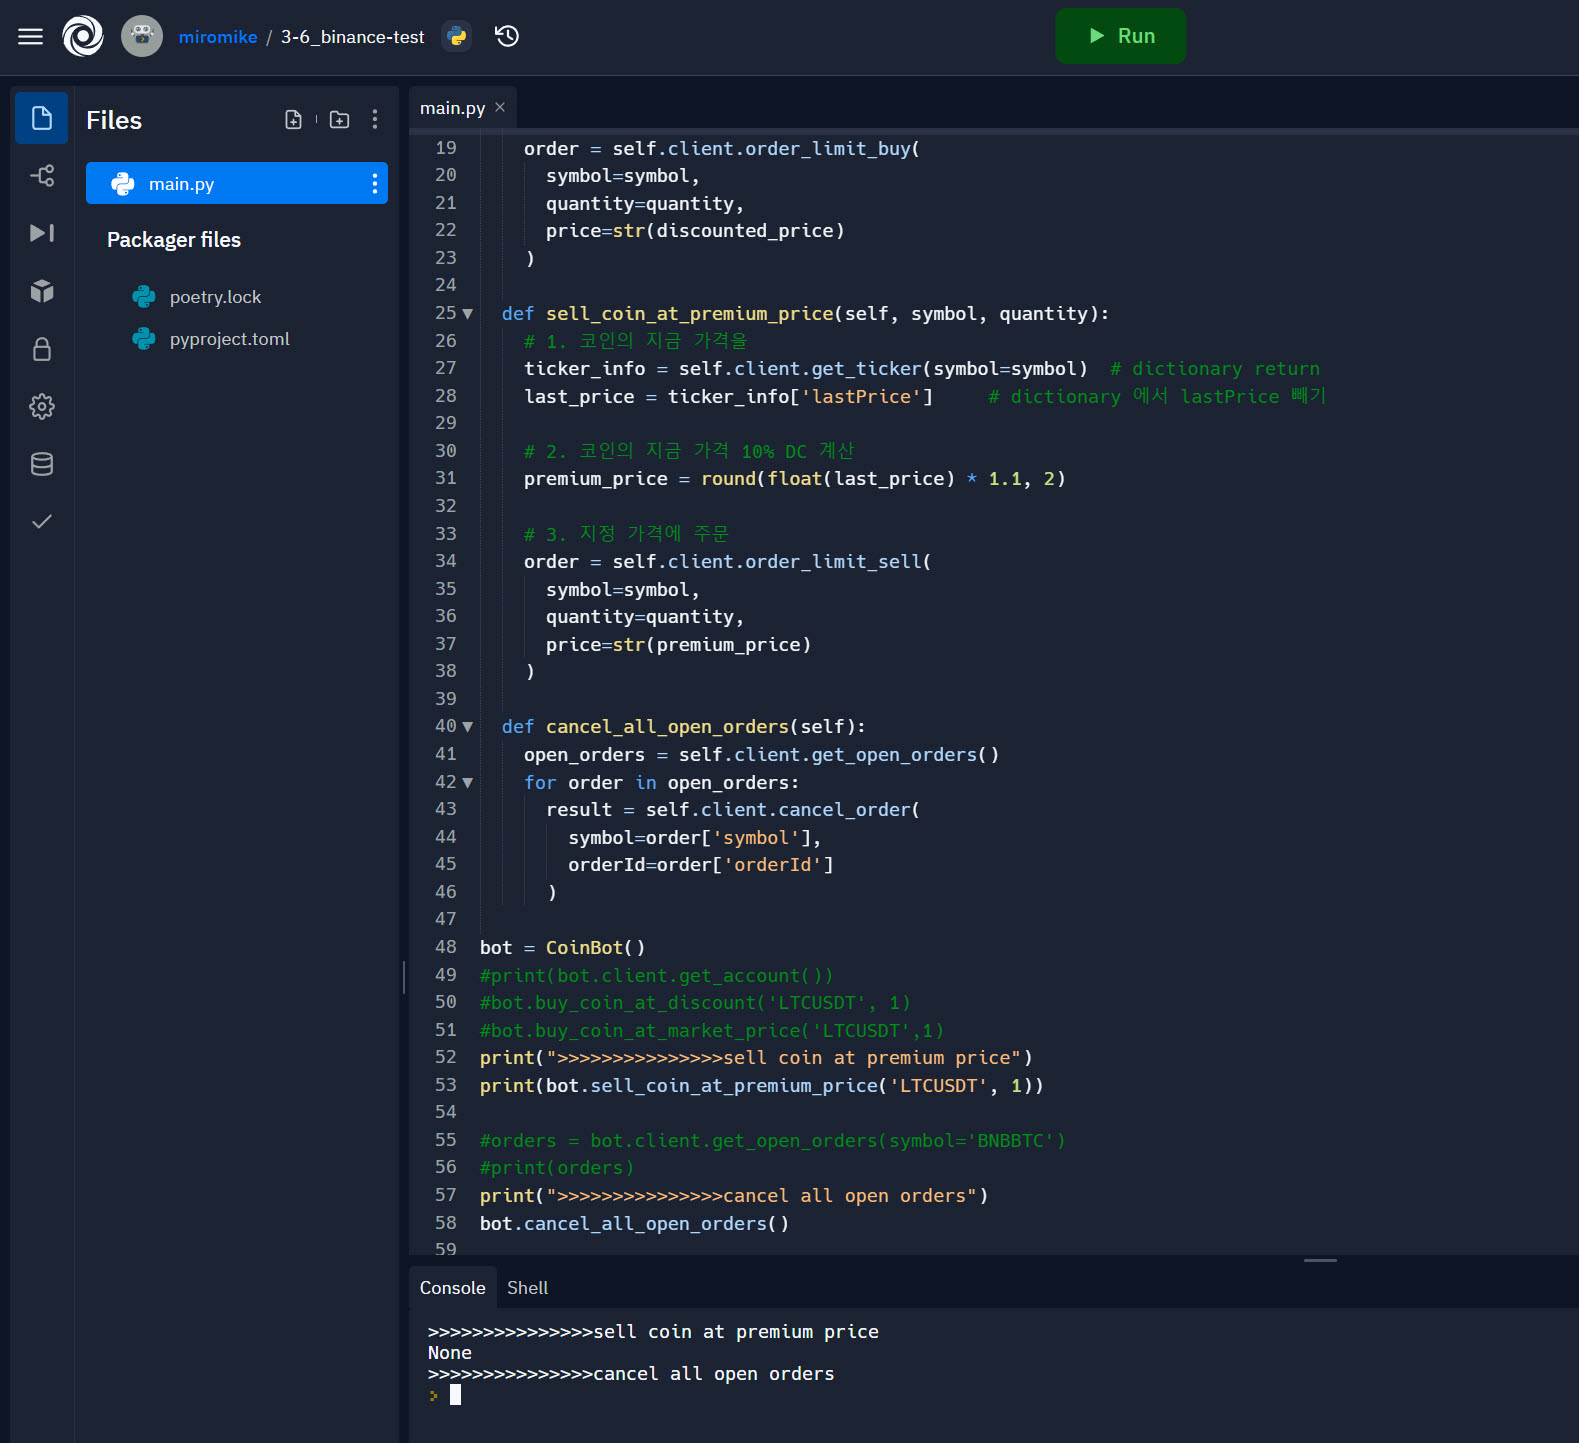 miromike / 3-6_binance-test
Run
Files
main.py
Packager files
poetry.lock
pyproject.toml
main.py ×
19 order = self.client.order_limit_buy(
20 symbol=symbol,
21 quantity=quantity,
22 price=str(discounted_price)
23 )
24
25 def sell_coin_at_premium_price(self, symbol, quantity):
26 # 1. 코인의 지금 가격을
27 ticker_info = self.client.get_ticker(symbol=symbol)  # dictionary return
28 last_price = ticker_info['lastPrice']     # dictionary 에서 lastPrice 빼기
29
30 # 2. 코인의 지금 가격 10% DC 계산
31 premium_price = round(float(last_price) * 1.1, 2)
32
33 # 3. 지정 가격에 주문
34 order = self.client.order_limit_sell(
35 symbol=symbol,
36 quantity=quantity,
37 price=str(premium_price)
38 )
39
40 def cancel_all_open_orders(self):
41 open_orders = self.client.get_open_orders()
42 for order in open_orders:
43 result = self.client.cancel_order(
44 symbol=order['symbol'],
45 orderId=order['orderId']
46 )
47
48 bot = CoinBot()
49 #print(bot.client.get_account())
50 #bot.buy_coin_at_discount('LTCUSDT', 1)
51 #bot.buy_coin_at_market_price('LTCUSDT',1)
52 print(">>>>>>>>>>>>>>>sell coin at premium price")
53 print(bot.sell_coin_at_premium_price('LTCUSDT', 1))
54
55 #orders = bot.client.get_open_orders(symbol='BNBBTC')
56 #print(orders)
57 print(">>>>>>>>>>>>>>>cancel all open orders")
58 bot.cancel_all_open_orders()
59
Console Shell
>>>>>>>>>>>>>>>sell coin at premium price
None
>>>>>>>>>>>>>>>cancel all open orders
>